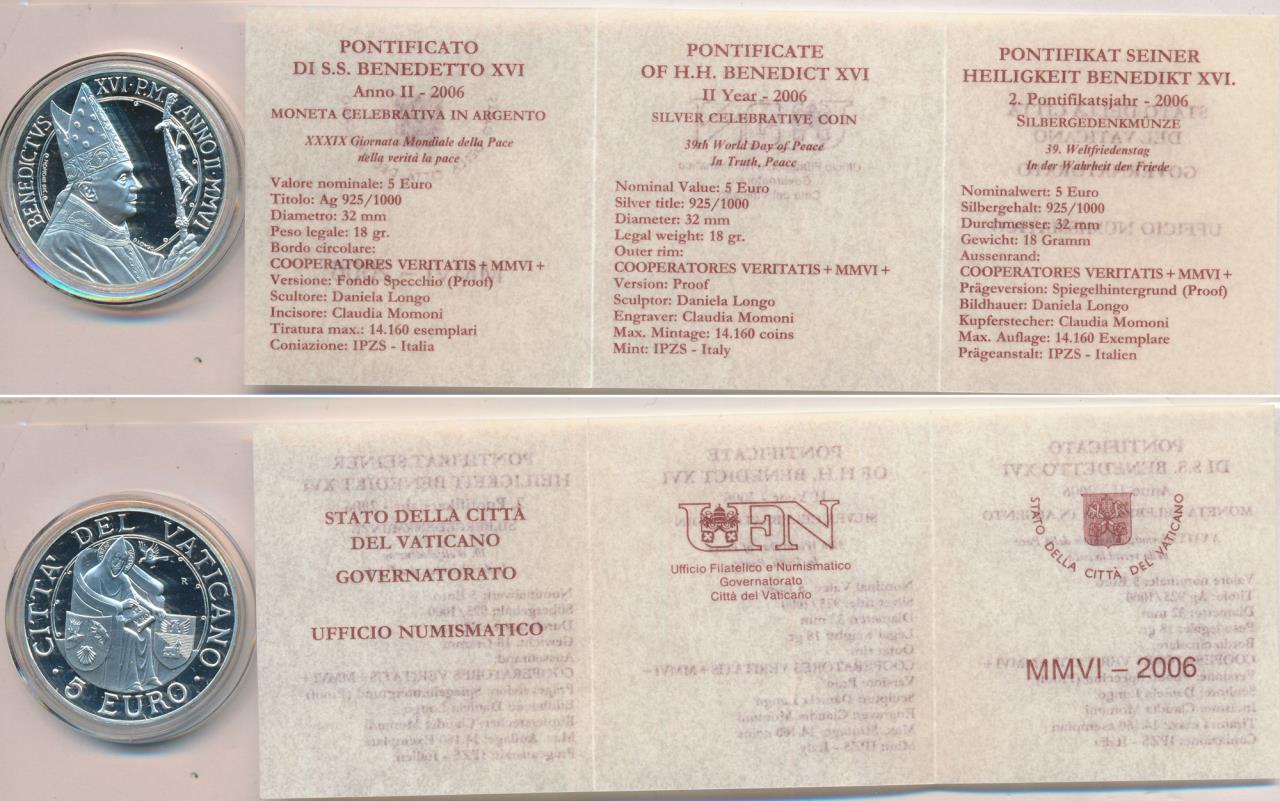 BENEDICTVS XVI · P.M. ANNO II · MMVI
D. LONGO
PONTIFICATO
DI S.S. BENEDETTO XVI
Anno II - 2006
MONETA CELEBRATIVA IN ARGENTO
XXXIX Giornata Mondiale della Pace
nella verità la pace
Valore nominale: 5 Euro
Titolo: Ag 925/1000
Diametro: 32 mm
Peso legale: 18 gr.
Bordo circolare:
COOPERATORES VERITATIS + MMVI +
Versione: Fondo Specchio (Proof)
Scultore: Daniela Longo
Incisore: Claudia Momoni
Tiratura max.: 14.160 esemplari
Coniazione: IPZS - Italia
PONTIFICATE
OF H.H. BENEDICT XVI
II Year - 2006
SILVER CELEBRATIVE COIN
39th World Day of Peace
In Truth, Peace
Nominal Value: 5 Euro
Silver title: 925/1000
Diameter: 32 mm
Legal weight: 18 gr.
Outer rim:
COOPERATORES VERITATIS + MMVI +
Version: Proof
Sculptor: Daniela Longo
Engraver: Claudia Momoni
Max. Mintage: 14.160 coins
Mint: IPZS - Italy
PONTIFIKAT SEINER
HEILIGKEIT BENEDIKT XVI.
2. Pontifikatsjahr - 2006
SILBERGEDENKMÜNZE
39. Weltfriedenstag
In der Wahrheit der Friede
Nominalwert: 5 Euro
Silbergehalt: 925/1000
Durchmesser: 32 mm
Gewicht: 18 Gramm
Aussenrand:
COOPERATORES VERITATIS + MMVI +
Prägeversion: Spiegelhintergrund (Proof)
Bildhauer: Daniela Longo
Kupferstecher: Claudia Momoni
Max. Auflage: 14.160 Exemplare
Prägeanstalt: IPZS - Italien
CITTA' DEL VATICANO
R
· 5 EURO ·
STATO DELLA CITTÀ
DEL VATICANO
GOVERNATORATO
UFFICIO NUMISMATICO
UFN
Ufficio Filatelico e Numismatico
Governatorato
Città del Vaticano
STATO DELLA CITTÀ DEL VATICANO
MMVI – 2006